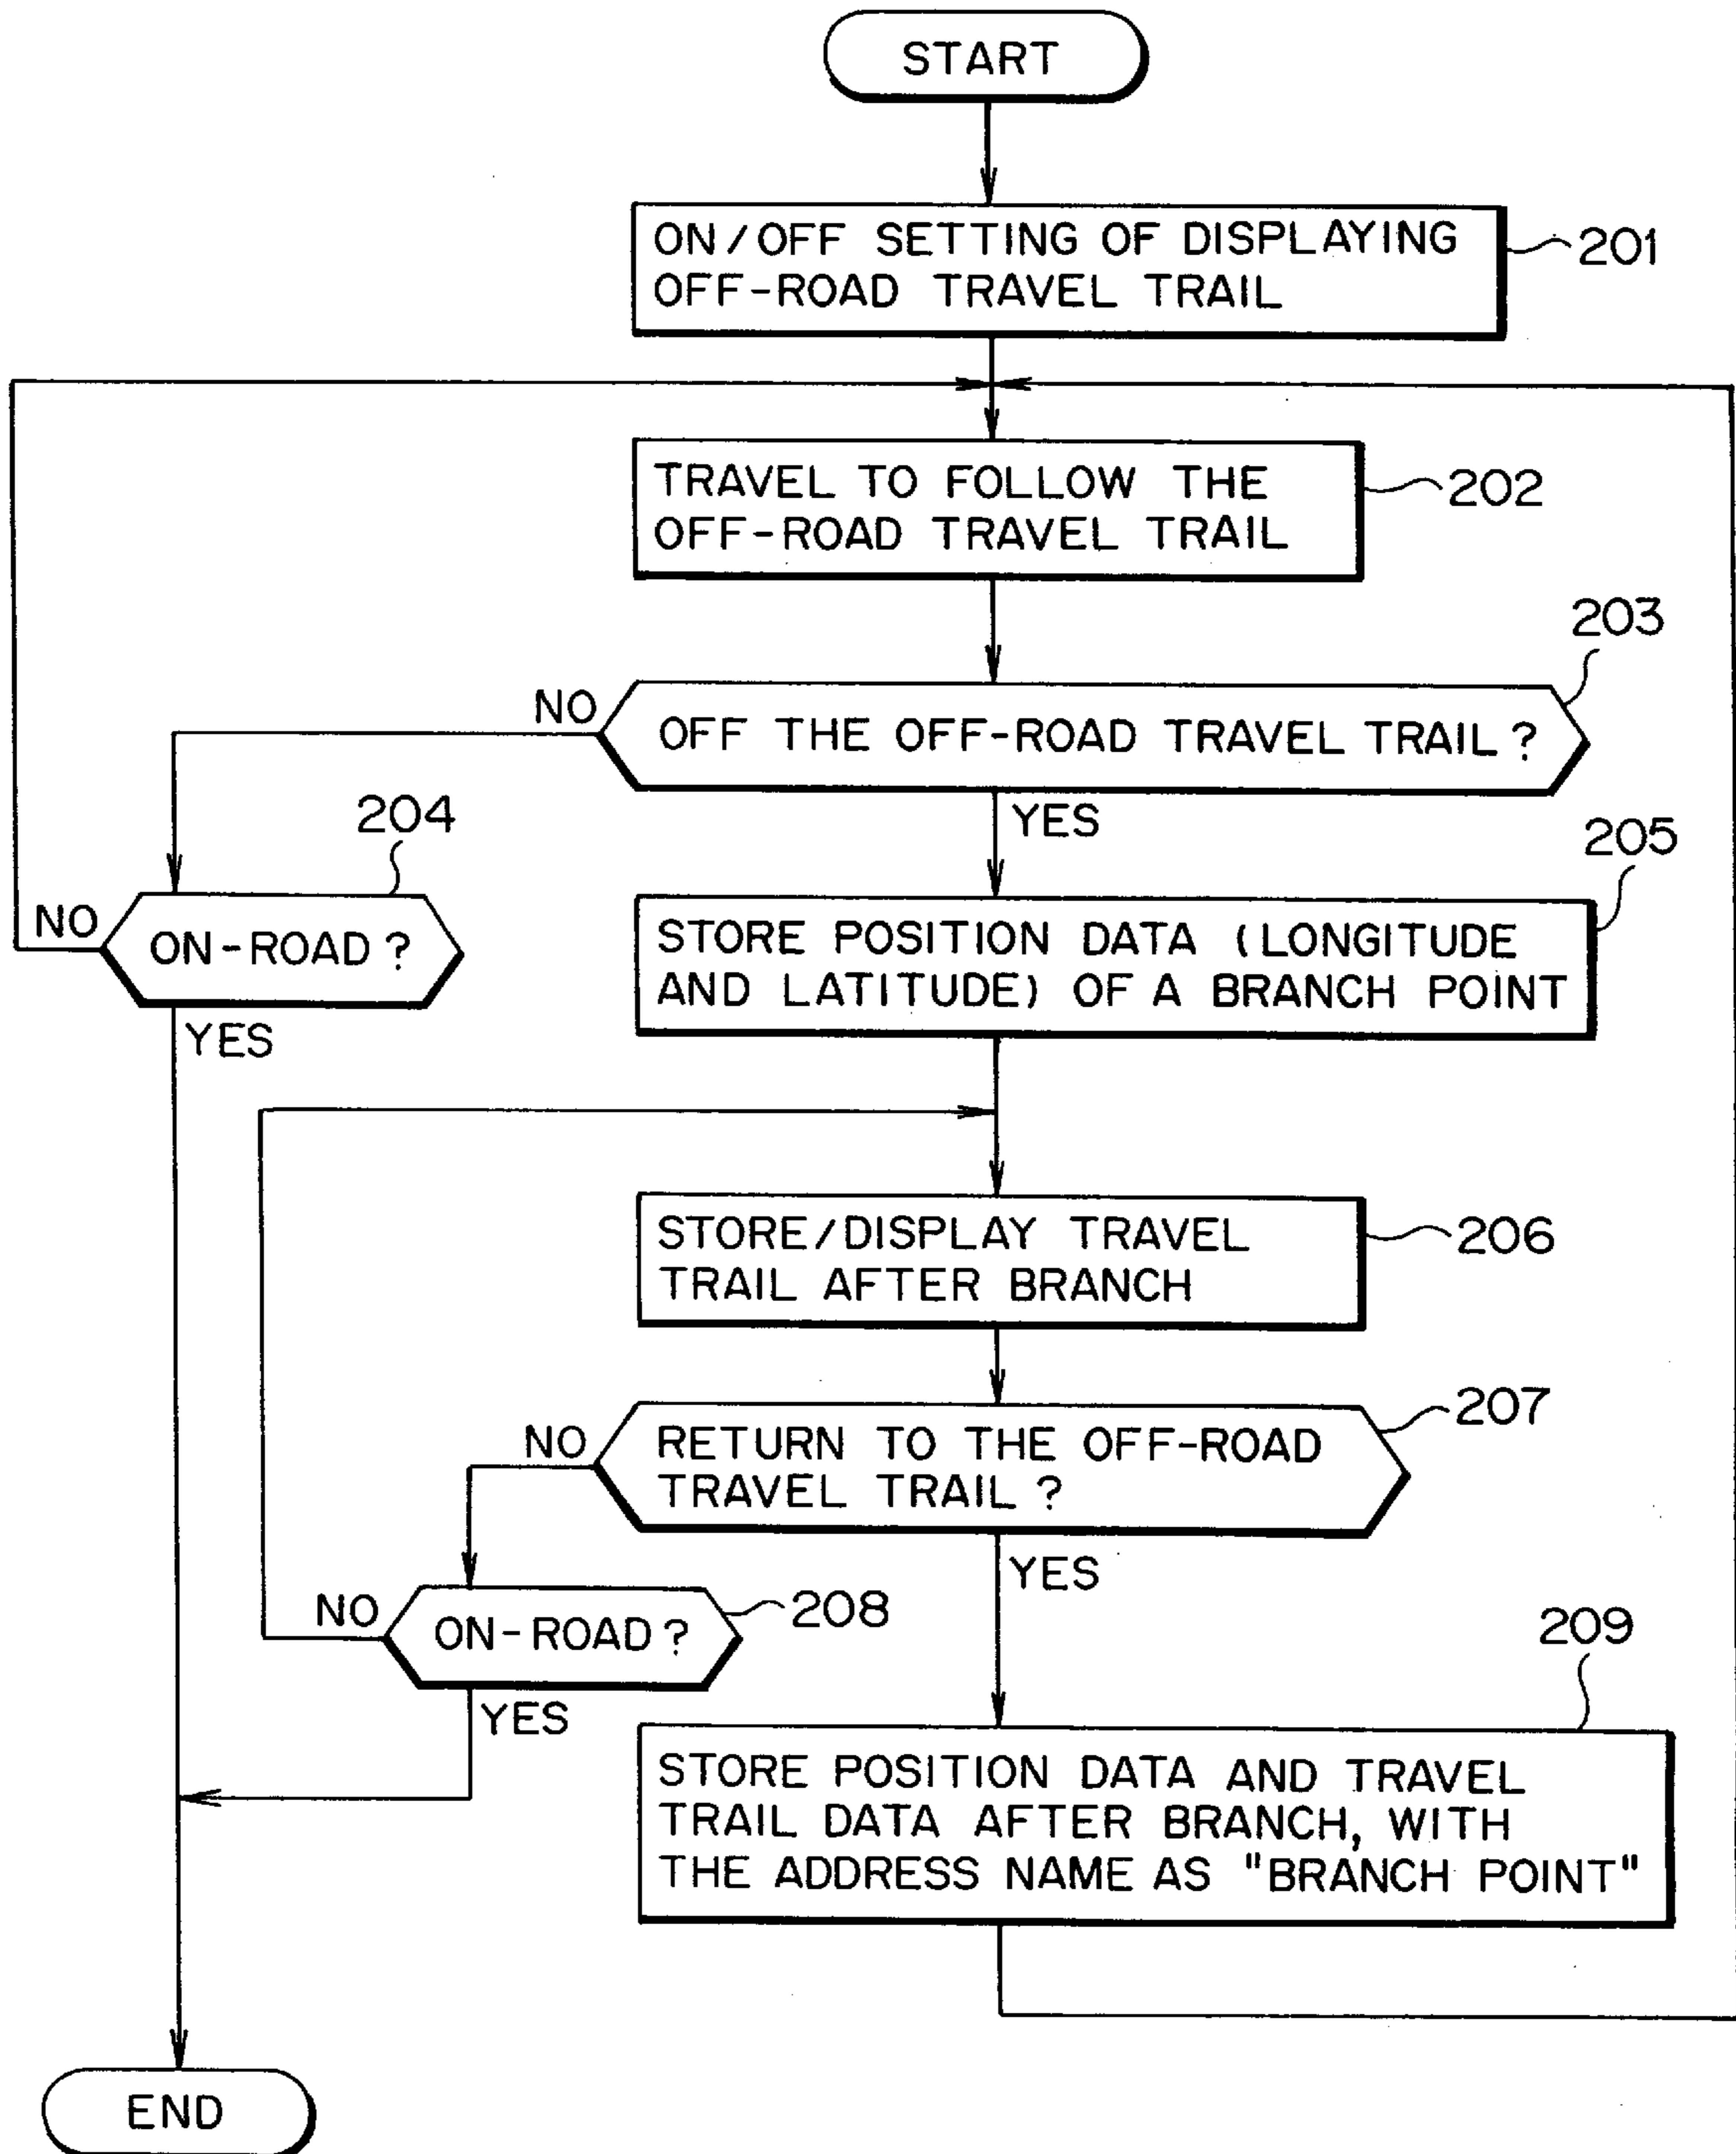 START
ON/OFF SETTING OF DISPLAYING
OFF-ROAD TRAVEL TRAIL
201
TRAVEL TO FOLLOW THE
OFF-ROAD TRAVEL TRAIL
202
203
NO
OFF THE OFF-ROAD TRAVEL TRAIL?
YES
204
NO
ON-ROAD?
YES
205
STORE POSITION DATA (LONGITUDE
AND LATITUDE) OF A BRANCH POINT
STORE/DISPLAY TRAVEL
TRAIL AFTER BRANCH
206
207
NO
RETURN TO THE OFF-ROAD
TRAVEL TRAIL?
YES
NO
ON-ROAD?
208
YES
209
STORE POSITION DATA AND TRAVEL
TRAIL DATA AFTER BRANCH, WITH
THE ADDRESS NAME AS "BRANCH POINT"
END